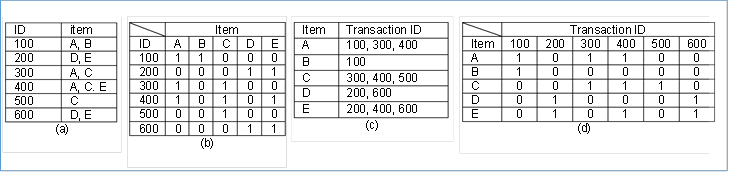 ID item
100 A, B
200 D, E
300 A, C
400 A, C. E
500 C
600 D, E
(a)
Item
ID A B C D E
100 1 1 0 0 0
200 0 0 0 1 1
300 1 0 1 0 0
400 1 0 1 0 1
500 0 0 1 0 0
600 0 0 0 1 1
(b)
Item Transaction ID
A 100, 300, 400
B 100
C 300, 400, 500
D 200, 600
E 200, 400, 600
(c)
Transaction ID
Item 100 200 300 400 500 600
A 1 0 1 1 0 0
B 1 0 0 0 0 0
C 0 0 1 1 1 0
D 0 1 0 0 0 1
E 0 1 0 1 0 1
(d)